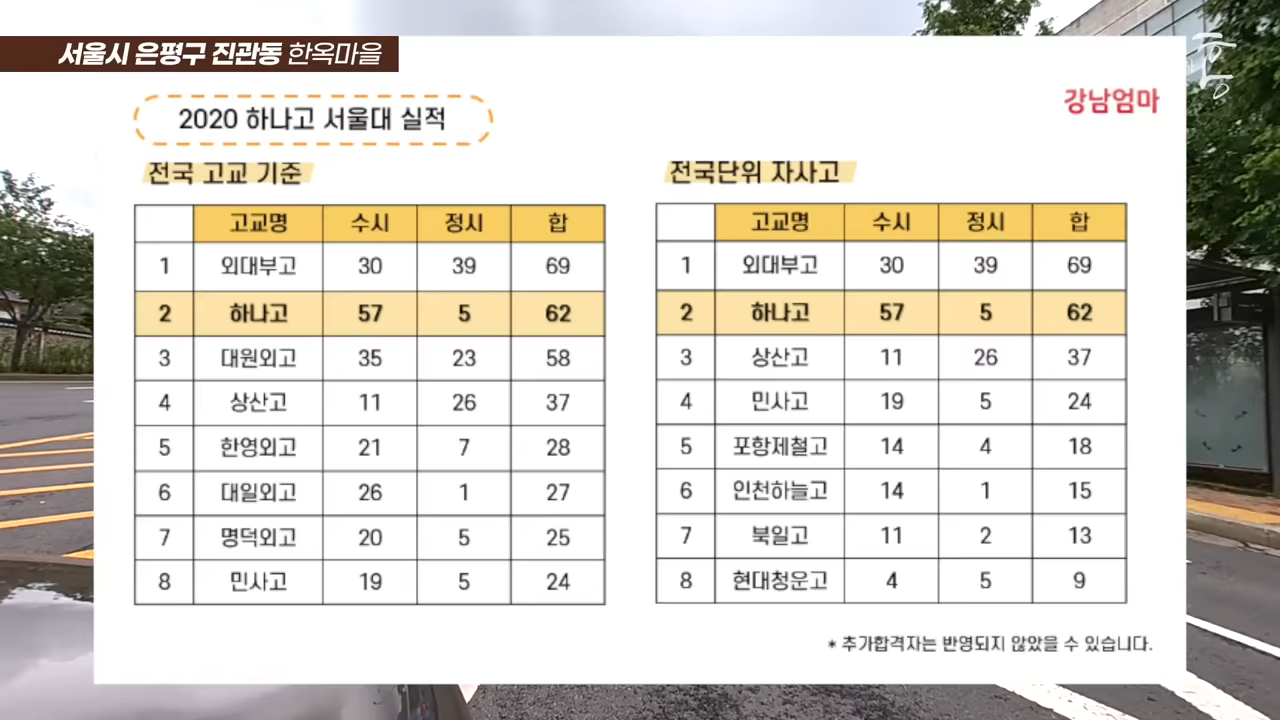 서울시 은평구 진관동 한옥마을
강남엄마
2020 하나고 서울대 실적
전국 고교 기준
고교명 수시 정시 합
1 외대부고 30 39 69
2 하나고 57 5 62
3 대원외고 35 23 58
4 상산고 11 26 37
5 한영외고 21 7 28
6 대일외고 26 1 27
7 명덕외고 20 5 25
8 민사고 19 5 24
전국단위 자사고
고교명 수시 정시 합
1 외대부고 30 39 69
2 하나고 57 5 62
3 상산고 11 26 37
4 민사고 19 5 24
5 포항제철고 14 4 18
6 인천하늘고 14 1 15
7 북일고 11 2 13
8 현대청운고 4 5 9
* 추가합격자는 반영되지 않았을 수 있습니다.